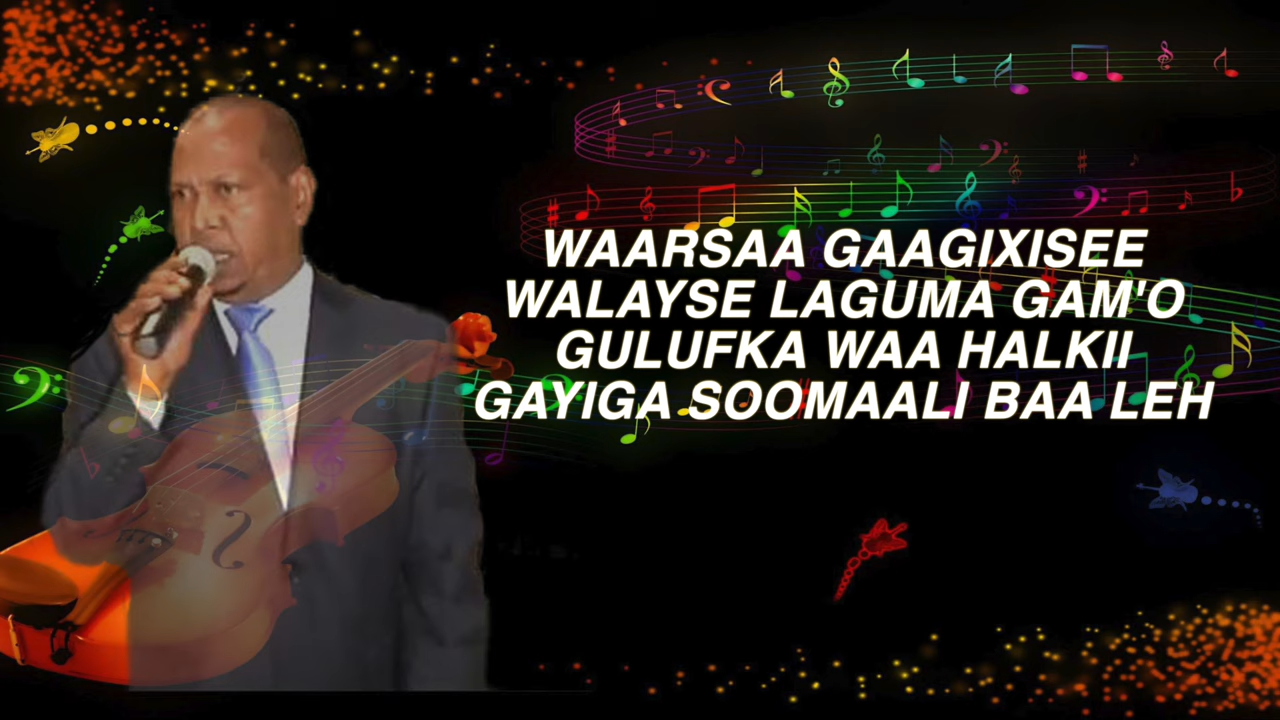 WAARSAA GAAGIXISEE
WALAYSE LAGUMA GAM'O
GULUFKA WAA HALKII
GAYIGA SOOMAALI BAA LEH